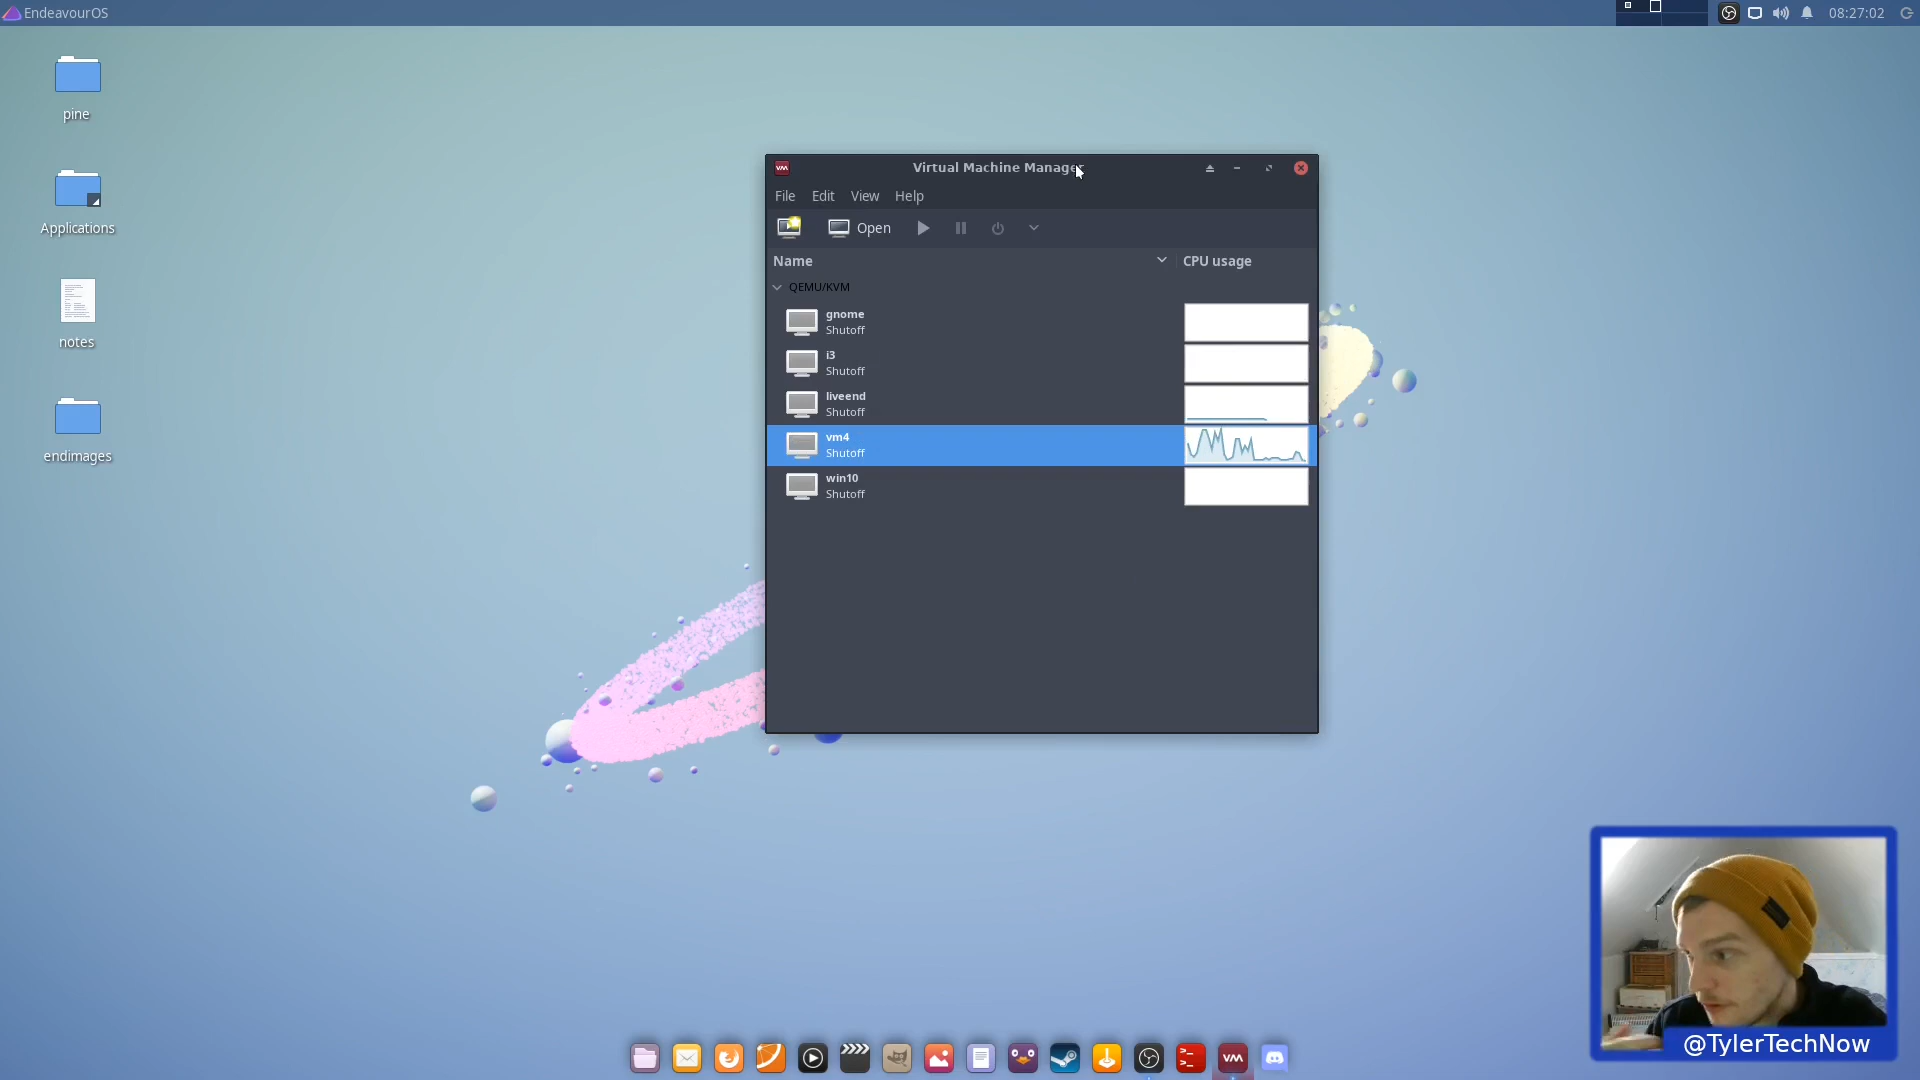 EndeavourOS
08:27:02
pine
Applications
notes
endimages
Virtual Machine Manager
File Edit View Help
Open
Name CPU usage
QEMU/KVM
gnome
Shutoff
i3
Shutoff
liveend
Shutoff
vm4
Shutoff
win10
Shutoff
@TylerTechNow